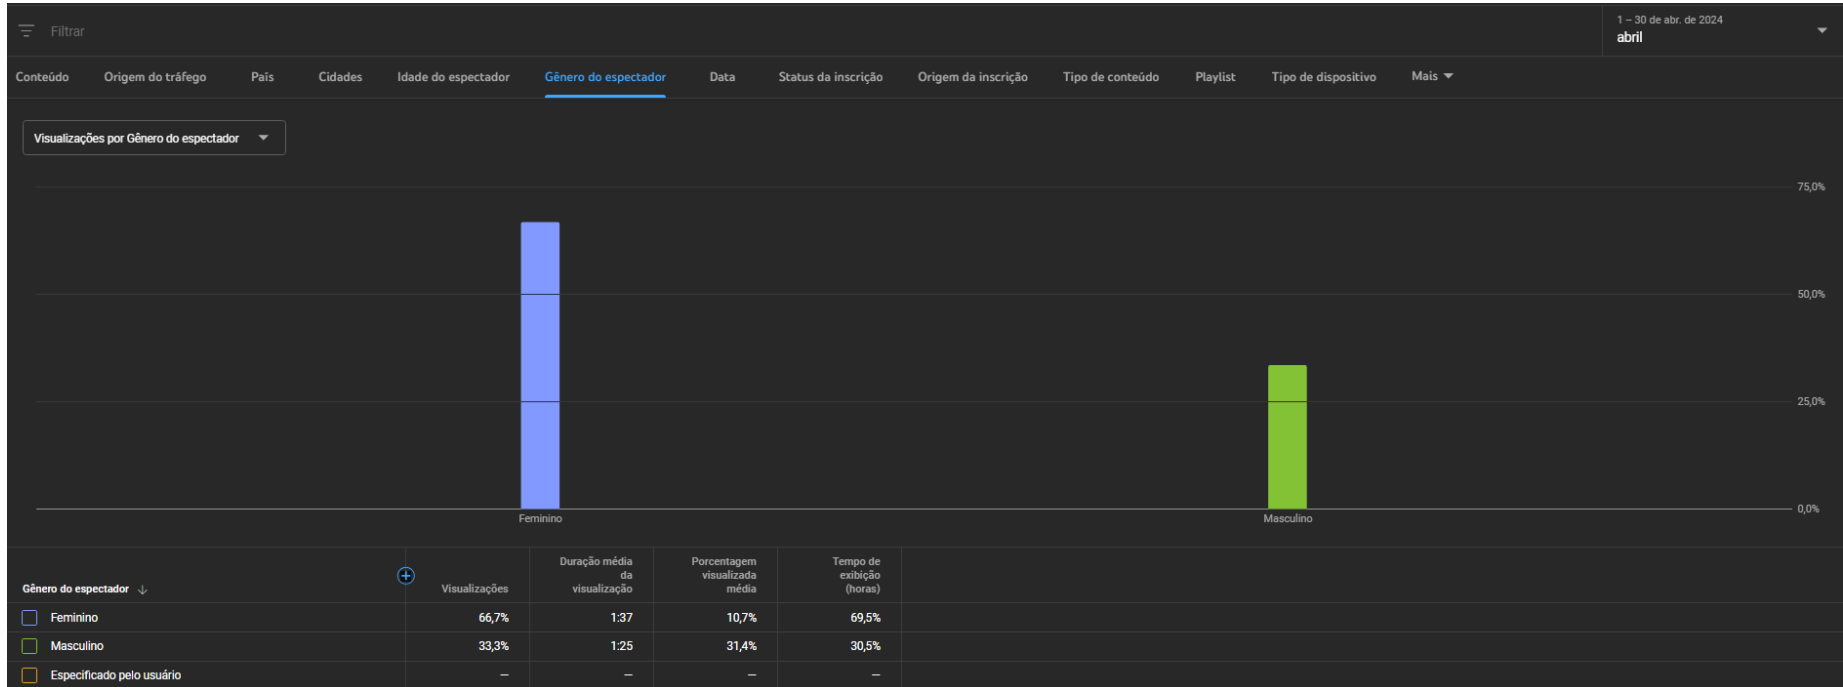 Filtrar
1 – 30 de abr. de 2024
abril
Conteúdo Origem do tráfego País Cidades Idade do espectador Gênero do espectador Data Status da inscrição Origem da inscrição Tipo de conteúdo Playlist Tipo de dispositivo Mais
Visualizações por Gênero do espectador
75,0%
50,0%
25,0%
0,0%
Feminino Masculino
Gênero do espectador
Visualizações
Duração média
da
visualização
Porcentagem
visualizada
média
Tempo de
exibição
(horas)
Feminino 66,7% 1:37 10,7% 69,5%
Masculino 33,3% 1:25 31,4% 30,5%
Especificado pelo usuário — — — —